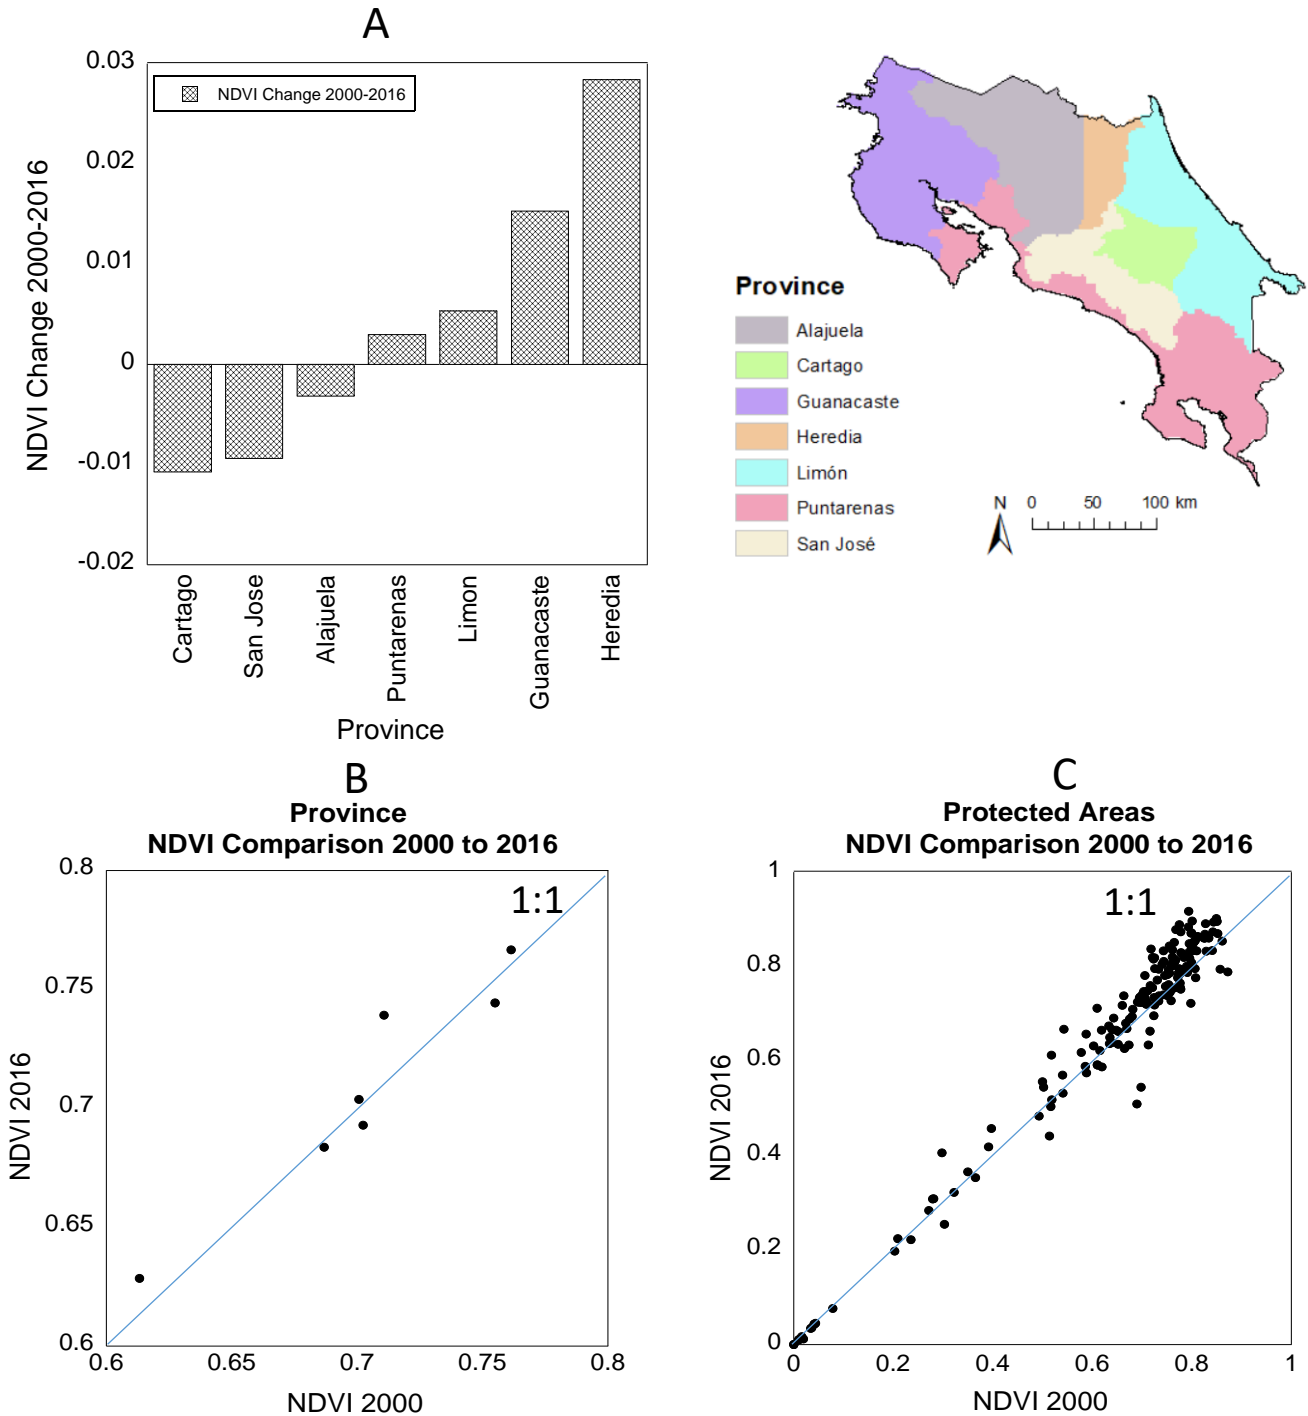 A
0.03
0.02
0.01
0
-0.01
-0.02
NDVI Change 2000-2016
NDVI Change 2000-2016
Cartago
San Jose
Alajuela
Puntarenas
Limon
Guanacaste
Heredia
Province
Province
Alajuela
Cartago
Guanacaste
Heredia
Limón
Puntarenas
San José
N
0 50 100 km
B
Province
NDVI Comparison 2000 to 2016
0.8
0.75
0.7
0.65
0.6
1:1
NDVI 2016
0.6 0.65 0.7 0.75 0.8
NDVI 2000
C
Protected Areas
NDVI Comparison 2000 to 2016
1
0.8
0.6
0.4
0.2
0
1:1
NDVI 2016
0 0.2 0.4 0.6 0.8 1
NDVI 2000